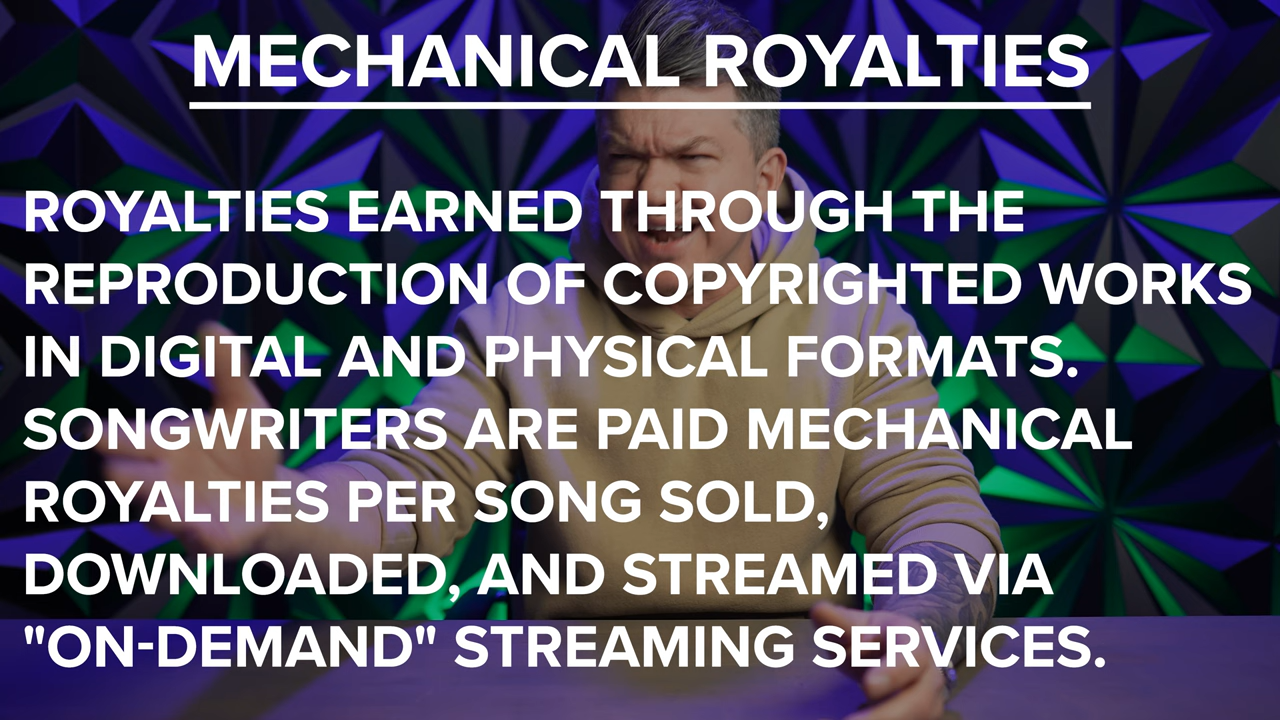 MECHANICAL ROYALTIES
ROYALTIES EARNED THROUGH THE
REPRODUCTION OF COPYRIGHTED WORKS
IN DIGITAL AND PHYSICAL FORMATS.
SONGWRITERS ARE PAID MECHANICAL
ROYALTIES PER SONG SOLD,
DOWNLOADED, AND STREAMED VIA
"ON-DEMAND" STREAMING SERVICES.